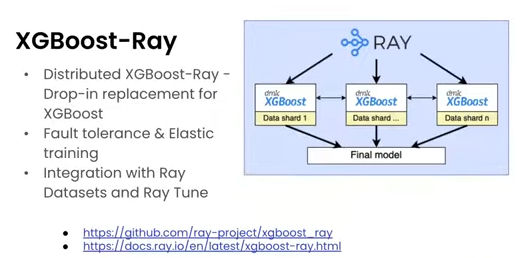 XGBoost-Ray
• Distributed XGBoost-Ray -
Drop-in replacement for
XGBoost
• Fault tolerance & Elastic
training
• Integration with Ray
Datasets and Ray Tune
RAY
dmlc
XGBoost
Data shard 1
dmlc
XGBoost
Data shard ...
dmlc
XGBoost
Data shard n
Final model
• https://github.com/ray-project/xgboost_ray
• https://docs.ray.io/en/latest/xgboost-ray.html